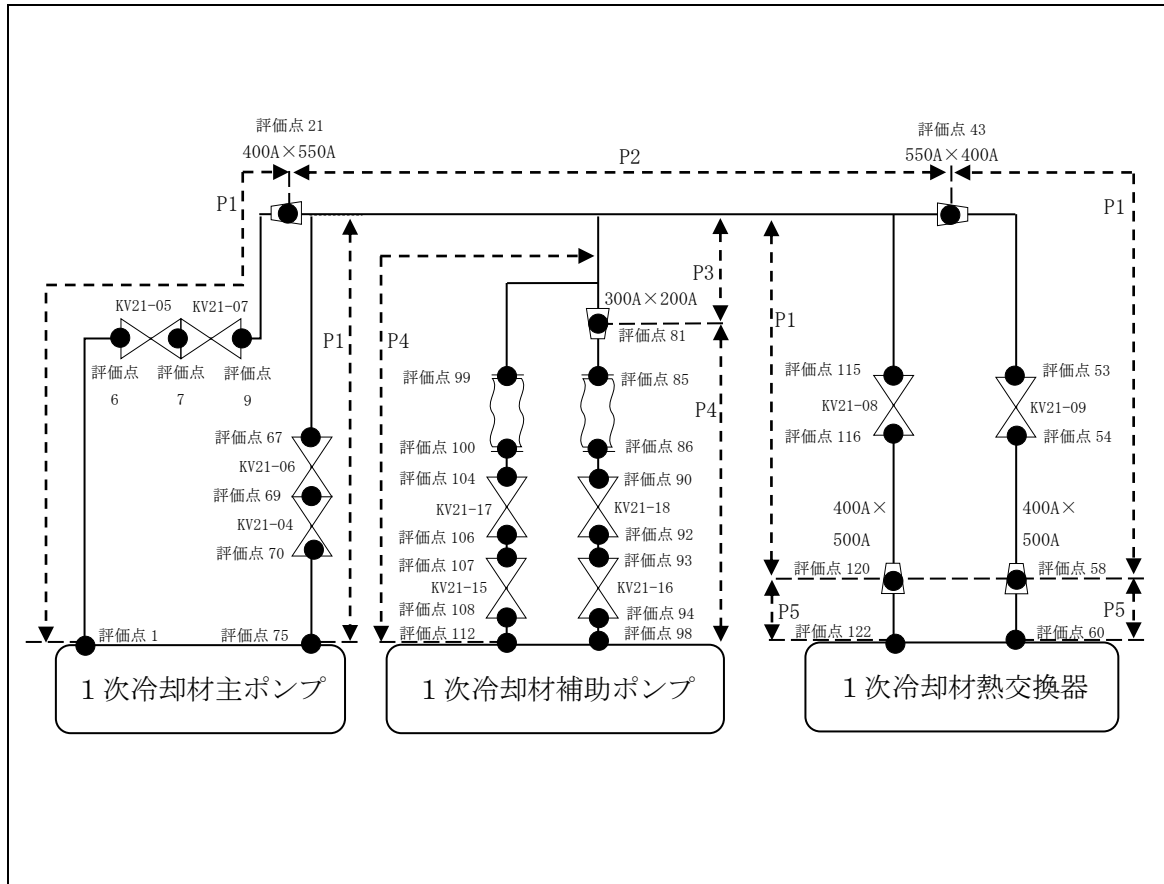 評価点 21
400A×550A
評価点 43
550A×400A
P2
P1
P1
P3
300A×200A
評価点 81
KV21-05
KV21-07
P1
P4
P1
評価点
6
評価点
7
評価点
9
評価点 99
評価点 85
評価点 115
評価点 53
KV21-08
KV21-09
P4
評価点 67
評価点 100
評価点 86
評価点 116
評価点 54
KV21-06
評価点 104
評価点 90
評価点 69
KV21-17
KV21-18
400A×
500A
400A×
500A
KV21-04
評価点 106
評価点 92
評価点 70
評価点 107
評価点 93
評価点 120
評価点 58
KV21-15
KV21-16
評価点 108
評価点 94
P5
P5
評価点 1
評価点 75
評価点 112
評価点 98
評価点 122
評価点 60
１次冷却材主ポンプ
１次冷却材補助ポンプ
１次冷却材熱交換器